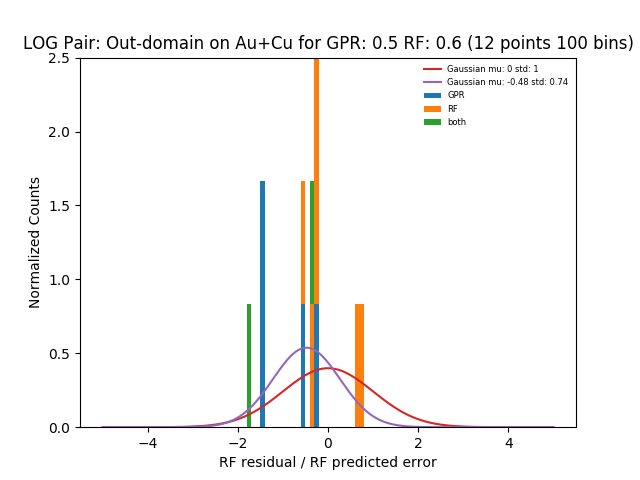 LOG Pair: Out-domain on Au+Cu for GPR: 0.5 RF: 0.6 (12 points 100 bins)
Gaussian mu: 0 std: 1
Gaussian mu: -0.48 std: 0.74
GPR
RF
both
Normalized Counts
2.5
2.0
1.5
1.0
0.5
0.0
−4 −2 0 2 4
RF residual / RF predicted error